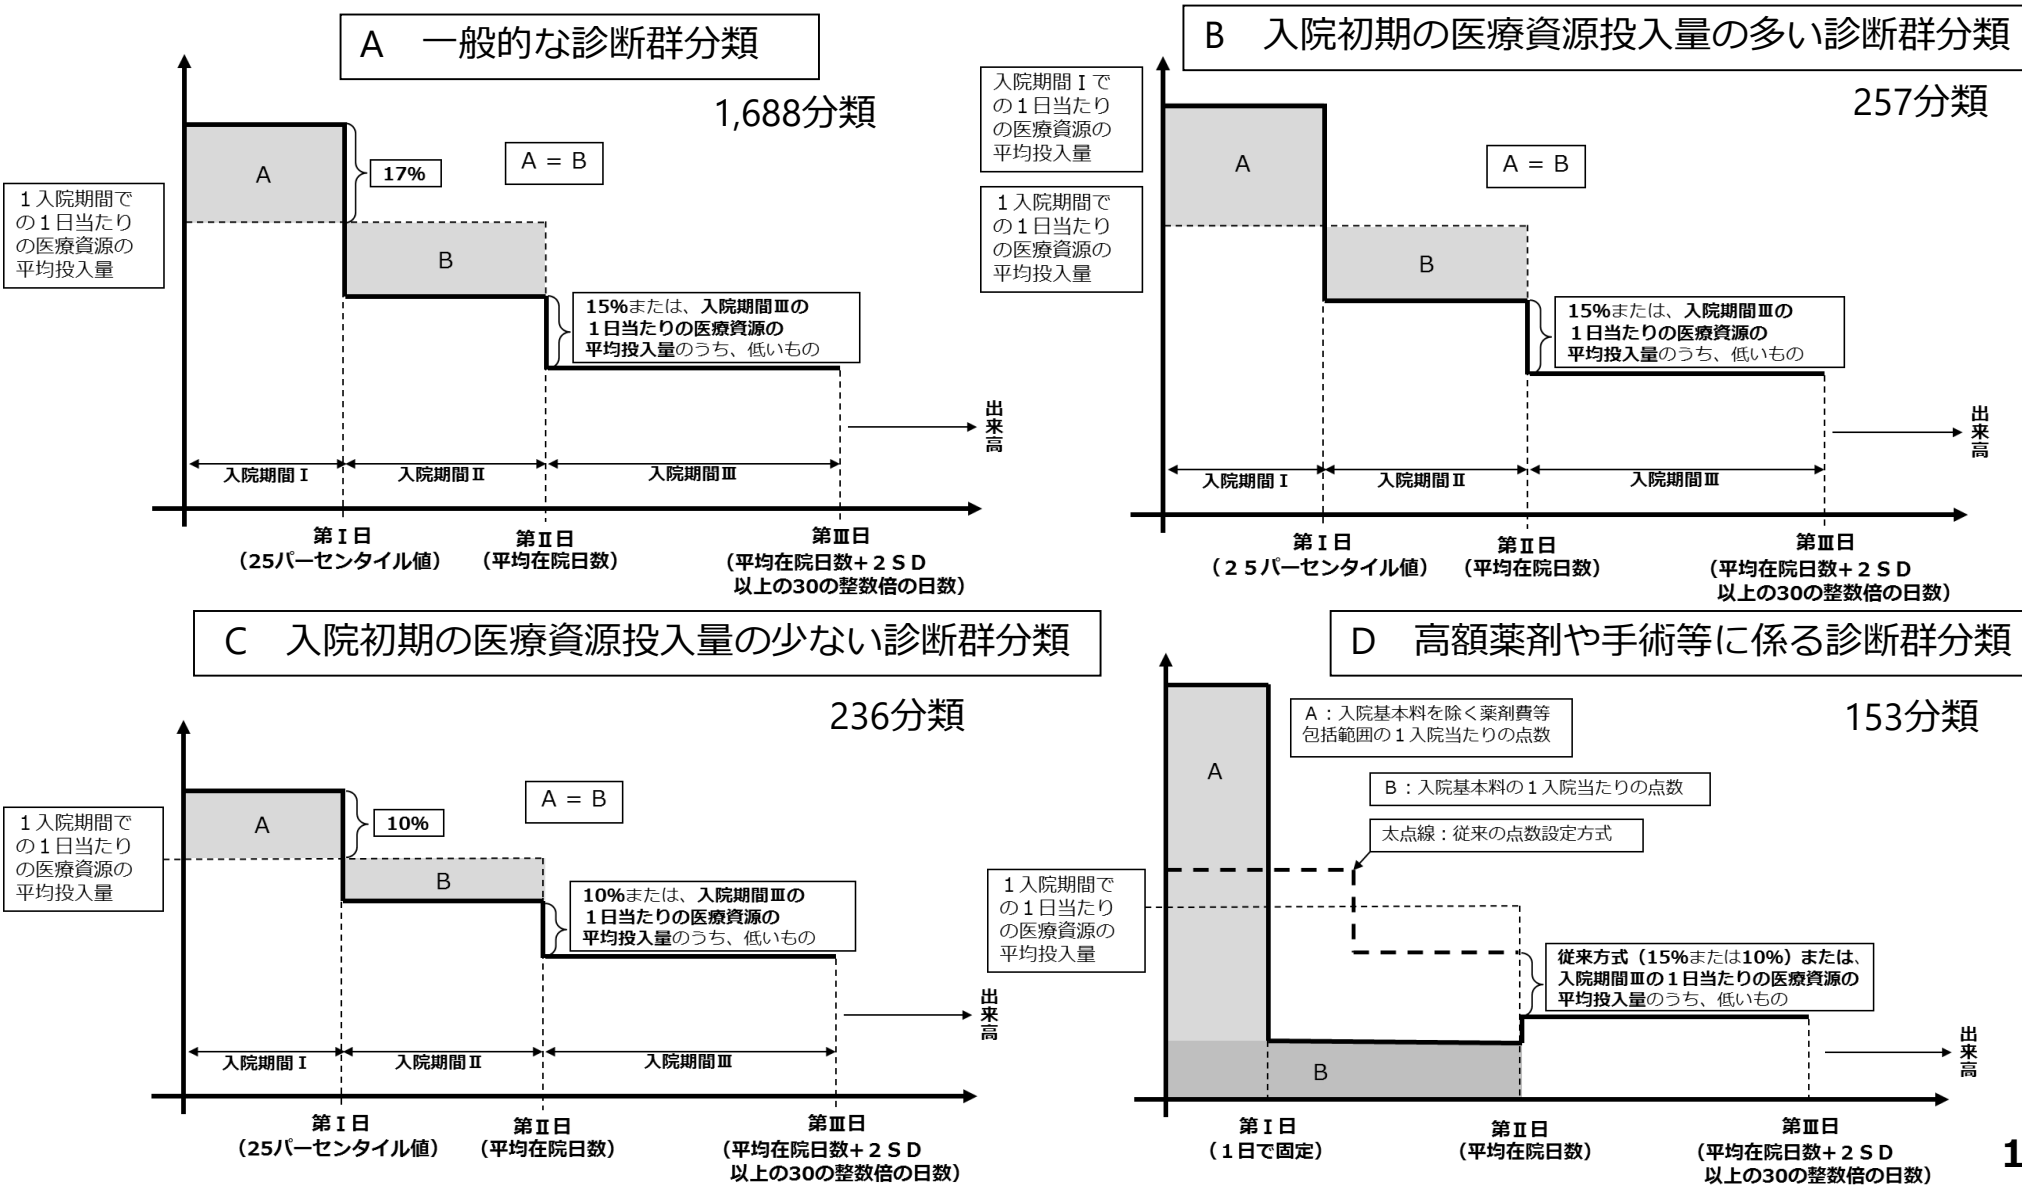 A　一般的な診断群分類
1,688分類
１入院期間で
の１日当たり
の医療資源の
平均投入量
A
17%
A = B
B
15%または、入院期間Ⅲの
１日当たりの医療資源の
平均投入量のうち、低いもの
出来高
入院期間Ⅰ
入院期間Ⅱ
入院期間Ⅲ
第Ⅰ日
（25パーセンタイル値）
第Ⅱ日
（平均在院日数）
第Ⅲ日
（平均在院日数+２ＳＤ
以上の30の整数倍の日数）
B　入院初期の医療資源投入量の多い診断群分類
257分類
入院期間Ⅰで
の１日当たり
の医療資源の
平均投入量
１入院期間で
の１日当たり
の医療資源の
平均投入量
A
A = B
B
15%または、入院期間Ⅲの
１日当たりの医療資源の
平均投入量のうち、低いもの
出来高
入院期間Ⅰ
入院期間Ⅱ
入院期間Ⅲ
第Ⅰ日
（２５パーセンタイル値）
第Ⅱ日
（平均在院日数）
第Ⅲ日
（平均在院日数+２ＳＤ
以上の30の整数倍の日数）
C　入院初期の医療資源投入量の少ない診断群分類
236分類
１入院期間で
の１日当たり
の医療資源の
平均投入量
A
10%
A = B
B
10%または、入院期間Ⅲの
１日当たりの医療資源の
平均投入量のうち、低いもの
出来高
入院期間Ⅰ
入院期間Ⅱ
入院期間Ⅲ
第Ⅰ日
（25パーセンタイル値）
第Ⅱ日
（平均在院日数）
第Ⅲ日
（平均在院日数+２ＳＤ
以上の30の整数倍の日数）
D　高額薬剤や手術等に係る診断群分類
153分類
A：入院基本料を除く薬剤費等
包括範囲の１入院当たりの点数
A
B：入院基本料の１入院当たりの点数
太点線：従来の点数設定方式
１入院期間で
の１日当たり
の医療資源の
平均投入量
従来方式（15%または10%）または、
入院期間Ⅲの１日当たりの医療資源の
平均投入量のうち、低いもの
出来高
B
第Ⅰ日
（１日で固定）
第Ⅱ日
（平均在院日数）
第Ⅲ日
（平均在院日数+２ＳＤ
以上の30の整数倍の日数）
1